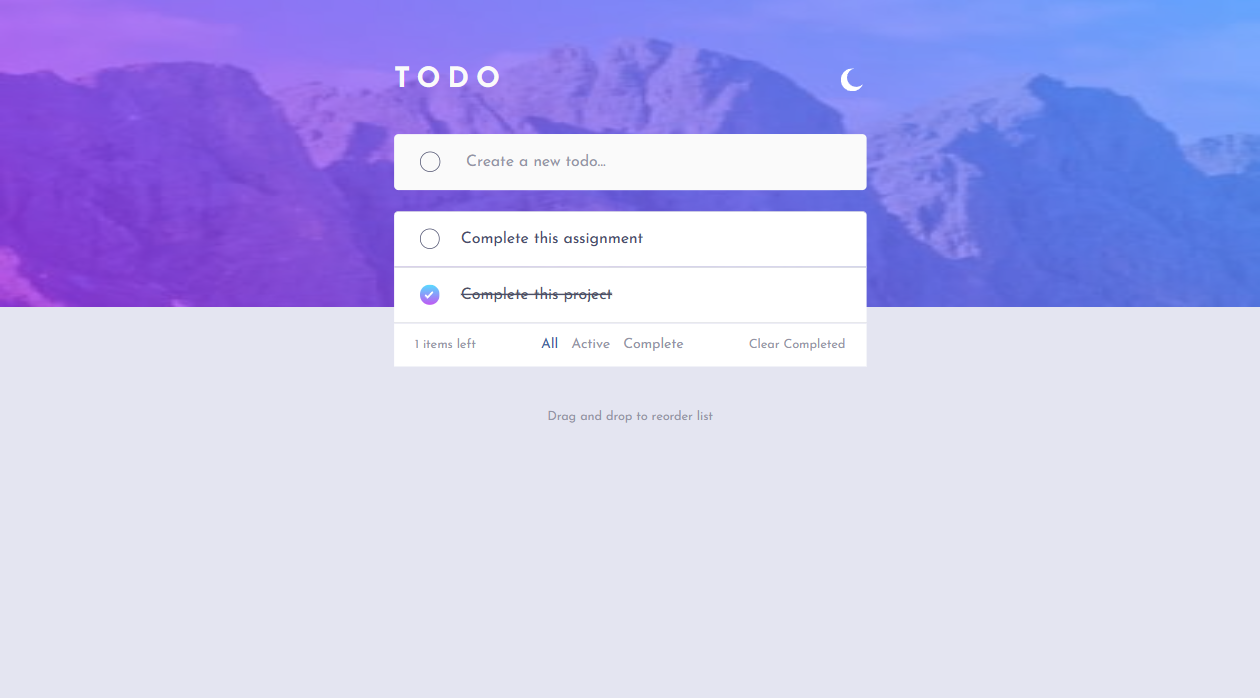 TODO
Create a new todo...
Complete this assignment
Complete this project
1 items left All Active Complete Clear Completed
Drag and drop to reorder list